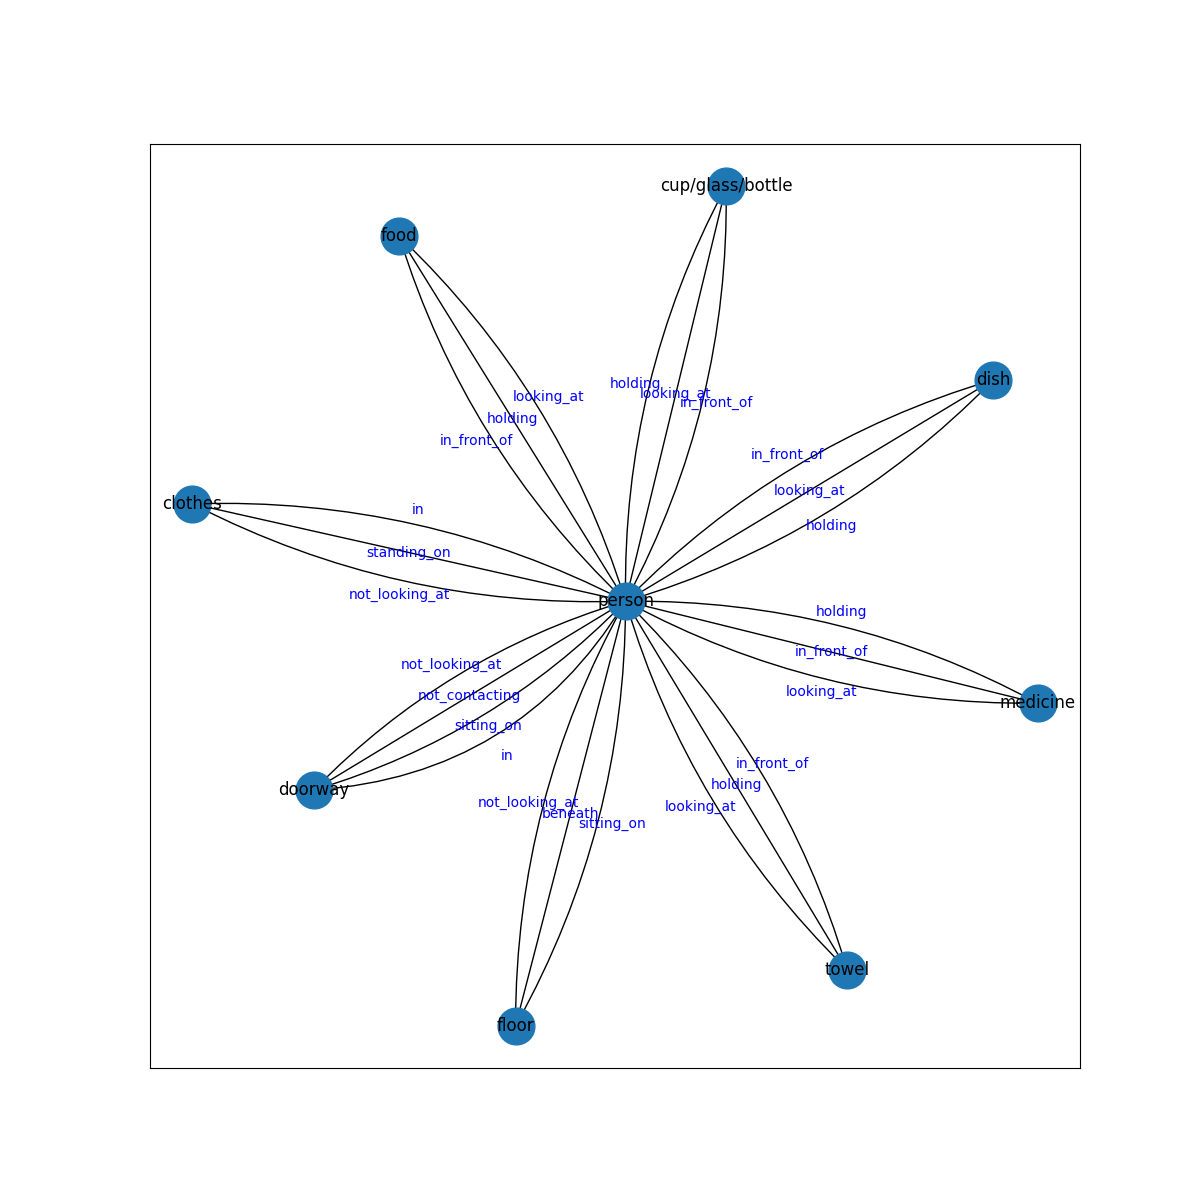 cup/glass/bottle
food
dish
holding
looking_at
in_front_of
looking_at
holding
in_front_of
in_front_of
looking_at
holding
clothes
in
standing_on
not_looking_at
person
holding
in_front_of
looking_at
medicine
not_looking_at
not_contacting
sitting_on
in
doorway
in_front_of
holding
looking_at
not_looking_at
beneath
sitting_on
towel
floor